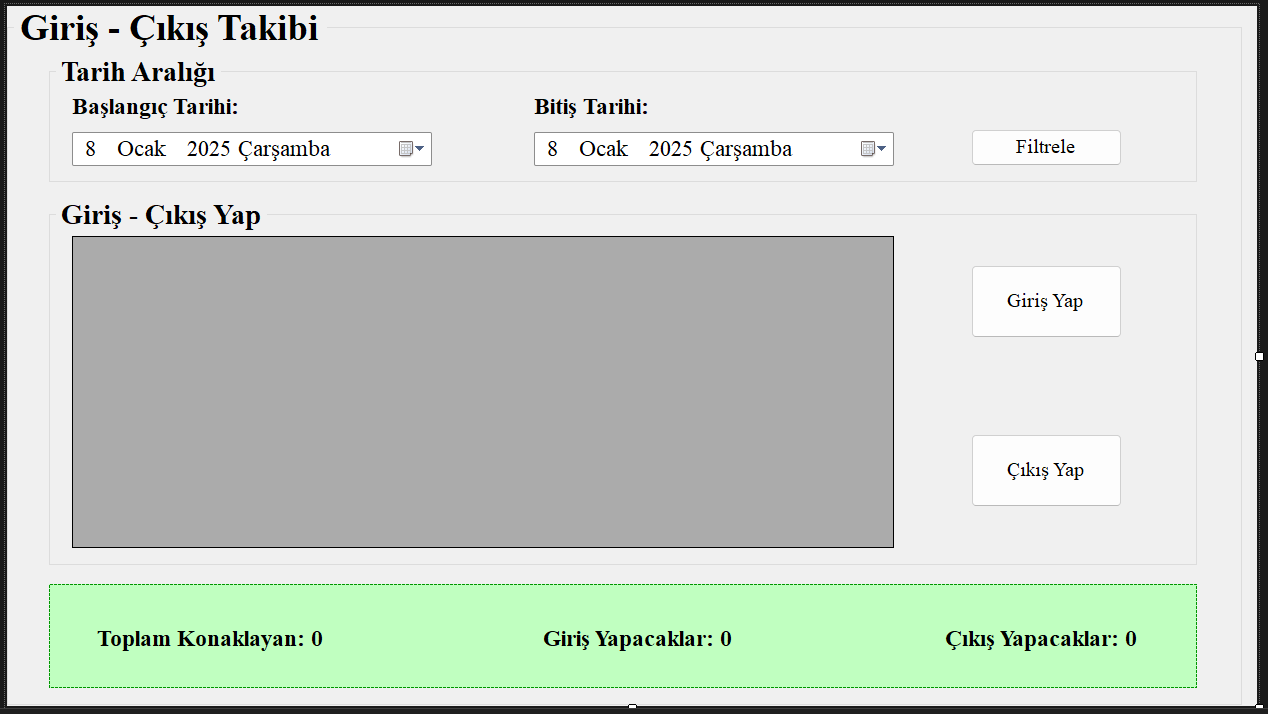 Giriş - Çıkış Takibi
Tarih Aralığı
Başlangıç Tarihi: Bitiş Tarihi:
8 Ocak 2025 Çarşamba 8 Ocak 2025 Çarşamba Filtrele
Giriş - Çıkış Yap
Giriş Yap
Çıkış Yap
Toplam Konaklayan: 0 Giriş Yapacaklar: 0 Çıkış Yapacaklar: 0